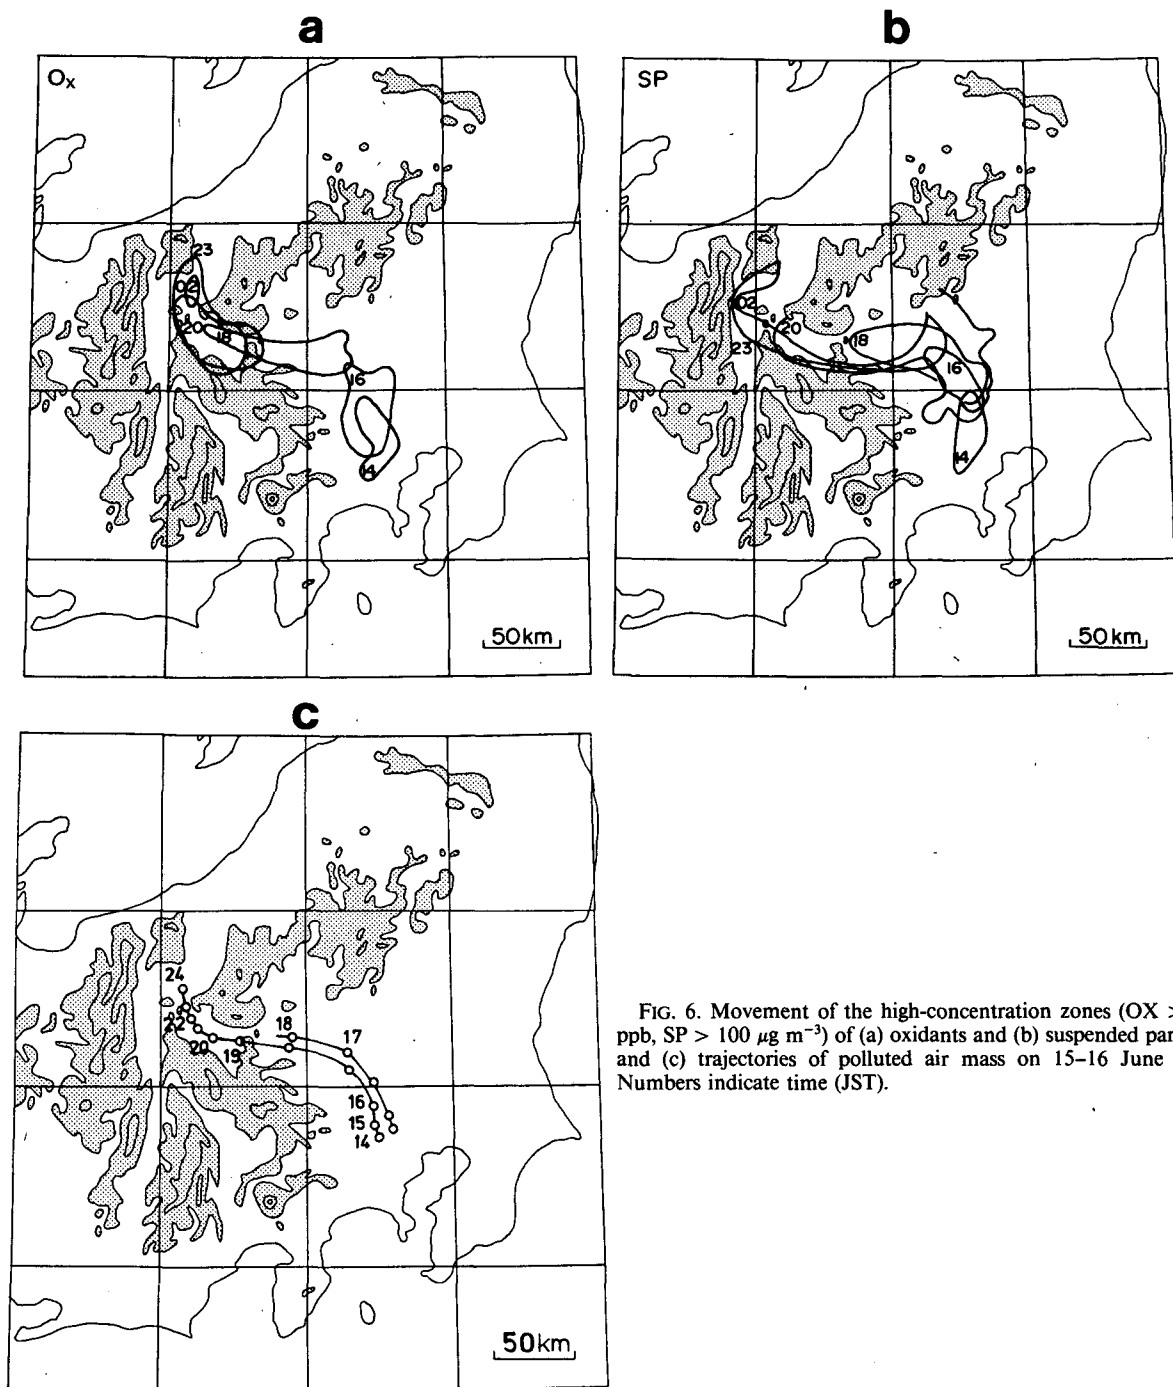 a
b
Ox
SP
23
02
20
18
16
14
50km
02
20
18
23
16
14
50km
c
24
22
20
19
18
17
16
15
14
50km
FIG. 6. Movement of the high-concentration zones (OX >
ppb, SP > 100 μg m⁻³) of (a) oxidants and (b) suspended
and (c) trajectories of polluted air mass on 15–16 June
Numbers indicate time (JST).